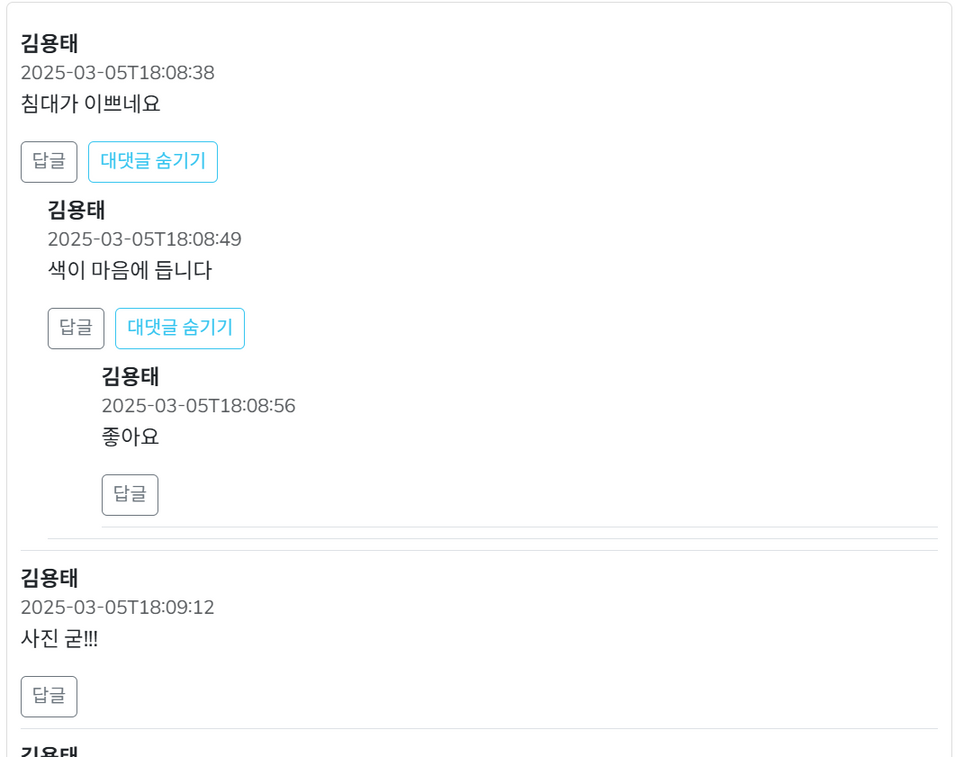 김용태
2025-03-05T18:08:38
침대가 이쁘네요
답글 대댓글 숨기기
김용태
2025-03-05T18:08:49
색이 마음에 듭니다
답글 대댓글 숨기기
김용태
2025-03-05T18:08:56
좋아요
답글
김용태
2025-03-05T18:09:12
사진 굳!!!
답글
김용태